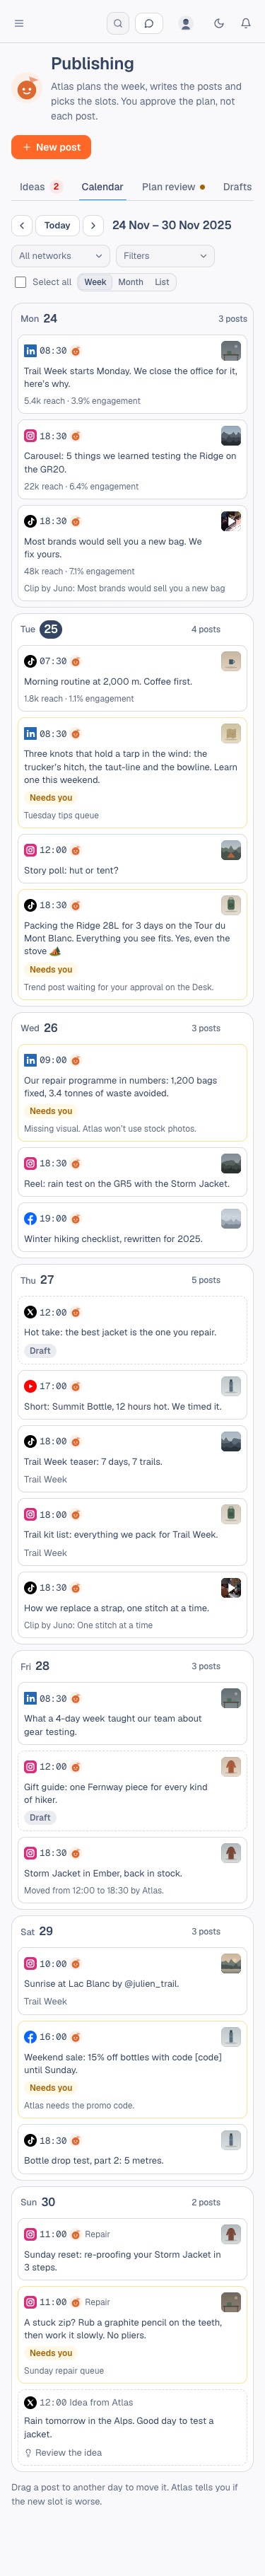 Publishing
Atlas plans the week, writes the posts and
picks the slots. You approve the plan, not
each post.
+ New post
Ideas 2 Calendar Plan review Drafts
Today 24 Nov – 30 Nov 2025
All networks Filters
Select all Week Month List
Mon 24 3 posts
08:30
Trail Week starts Monday. We close the office for it,
here's why.
5.4k reach · 3.9% engagement
18:30
Carousel: 5 things we learned testing the Ridge on
the GR20.
22k reach · 6.4% engagement
18:30
Most brands would sell you a new bag. We
fix yours.
48k reach · 7.1% engagement
Clip by Juno: Most brands would sell you a new bag
Tue 25 4 posts
07:30
Morning routine at 2,000 m. Coffee first.
1.8k reach · 1.1% engagement
08:30
Three knots that hold a tarp in the wind: the
trucker's hitch, the taut-line and the bowline. Learn
one this weekend.
Needs you
Tuesday tips queue
12:00
Story poll: hut or tent?
18:30
Packing the Ridge 28L for 3 days on the Tour du
Mont Blanc. Everything you see fits. Yes, even the
stove 🏕️
Needs you
Trend post waiting for your approval on the Desk.
Wed 26 3 posts
09:00
Our repair programme in numbers: 1,200 bags
fixed, 3.4 tonnes of waste avoided.
Needs you
Missing visual. Atlas won't use stock photos.
18:30
Reel: rain test on the GR5 with the Storm Jacket.
19:00
Winter hiking checklist, rewritten for 2025.
Thu 27 5 posts
12:00
Hot take: the best jacket is the one you repair.
Draft
17:00
Short: Summit Bottle, 12 hours hot. We timed it.
18:00
Trail Week teaser: 7 days, 7 trails.
Trail Week
18:00
Trail kit list: everything we pack for Trail Week.
Trail Week
18:30
How we replace a strap, one stitch at a time.
Clip by Juno: One stitch at a time
Fri 28 3 posts
08:30
What a 4-day week taught our team about
gear testing.
12:00
Gift guide: one Fernway piece for every kind
of hiker.
Draft
18:30
Storm Jacket in Ember, back in stock.
Moved from 12:00 to 18:30 by Atlas.
Sat 29 3 posts
10:00
Sunrise at Lac Blanc by @julien_trail.
Trail Week
16:00
Weekend sale: 15% off bottles with code [code]
until Sunday.
Needs you
Atlas needs the promo code.
18:30
Bottle drop test, part 2: 5 metres.
Sun 30 2 posts
11:00 Repair
Sunday reset: re-proofing your Storm Jacket in
3 steps.
11:00 Repair
A stuck zip? Rub a graphite pencil on the teeth,
then work it slowly. No pliers.
Needs you
Sunday repair queue
12:00 Idea from Atlas
Rain tomorrow in the Alps. Good day to test a
jacket.
Review the idea
Drag a post to another day to move it. Atlas tells you if
the new slot is worse.